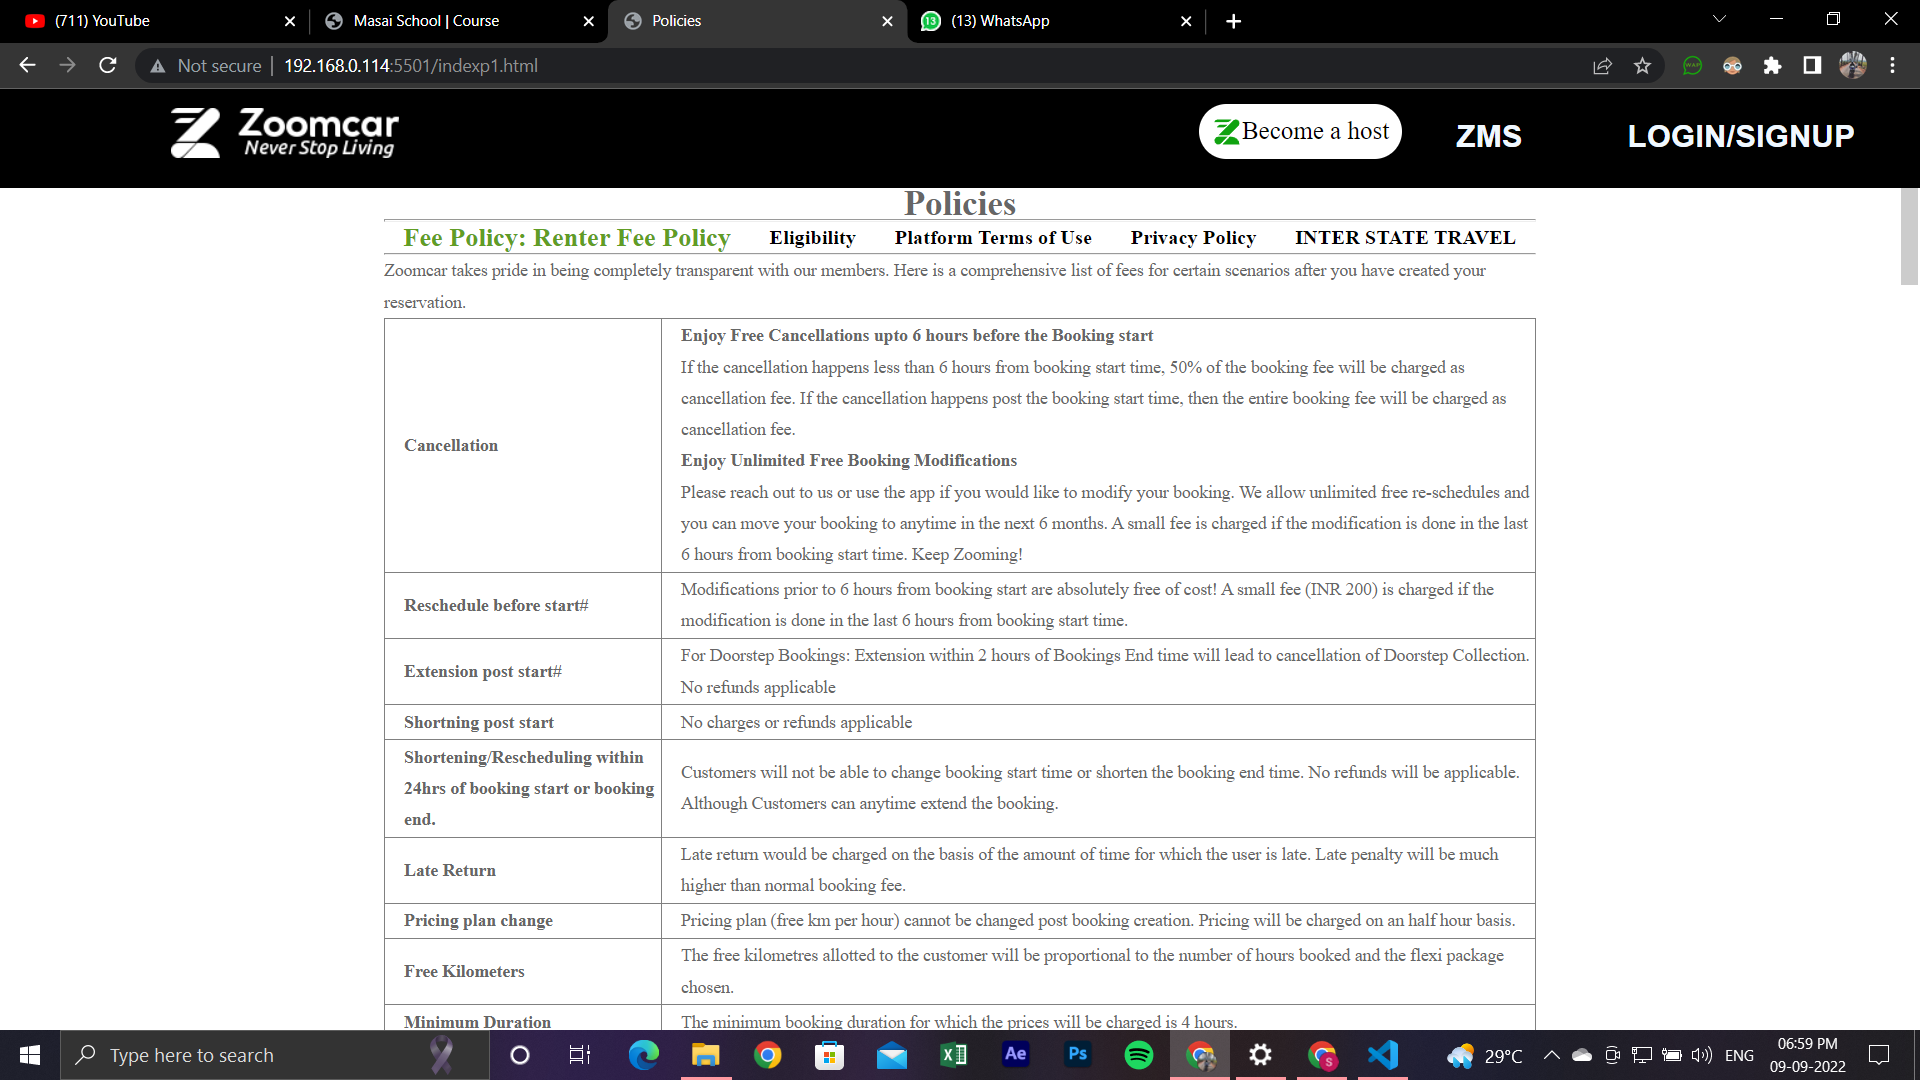 (711) YouTube
Masai School | Course
Policies
(13) WhatsApp
Not secure | 192.168.0.114:5501/indexp1.html
Zoomcar
Never Stop Living
Become a host
ZMS
LOGIN/SIGNUP
Policies
Fee Policy: Renter Fee Policy Eligibility Platform Terms of Use Privacy Policy INTER STATE TRAVEL
Zoomcar takes pride in being completely transparent with our members. Here is a comprehensive list of fees for certain scenarios after you have created your
reservation.
Cancellation
Enjoy Free Cancellations upto 6 hours before the Booking start
If the cancellation happens less than 6 hours from booking start time, 50% of the booking fee will be charged as
cancellation fee. If the cancellation happens post the booking start time, then the entire booking fee will be charged as
cancellation fee.
Enjoy Unlimited Free Booking Modifications
Please reach out to us or use the app if you would like to modify your booking. We allow unlimited free re-schedules and
you can move your booking to anytime in the next 6 months. A small fee is charged if the modification is done in the last
6 hours from booking start time. Keep Zooming!
Reschedule before start#
Modifications prior to 6 hours from booking start are absolutely free of cost! A small fee (INR 200) is charged if the
modification is done in the last 6 hours from booking start time.
Extension post start#
For Doorstep Bookings: Extension within 2 hours of Bookings End time will lead to cancellation of Doorstep Collection.
No refunds applicable
Shortning post start
No charges or refunds applicable
Shortening/Rescheduling within
24hrs of booking start or booking
end.
Customers will not be able to change booking start time or shorten the booking end time. No refunds will be applicable.
Although Customers can anytime extend the booking.
Late Return
Late return would be charged on the basis of the amount of time for which the user is late. Late penalty will be much
higher than normal booking fee.
Pricing plan change
Pricing plan (free km per hour) cannot be changed post booking creation. Pricing will be charged on an half hour basis.
Free Kilometers
The free kilometres allotted to the customer will be proportional to the number of hours booked and the flexi package
chosen.
Minimum Duration
The minimum booking duration for which the prices will be charged is 4 hours.
Type here to search
Ae
Ps
29°C
ENG
06:59 PM
09-09-2022